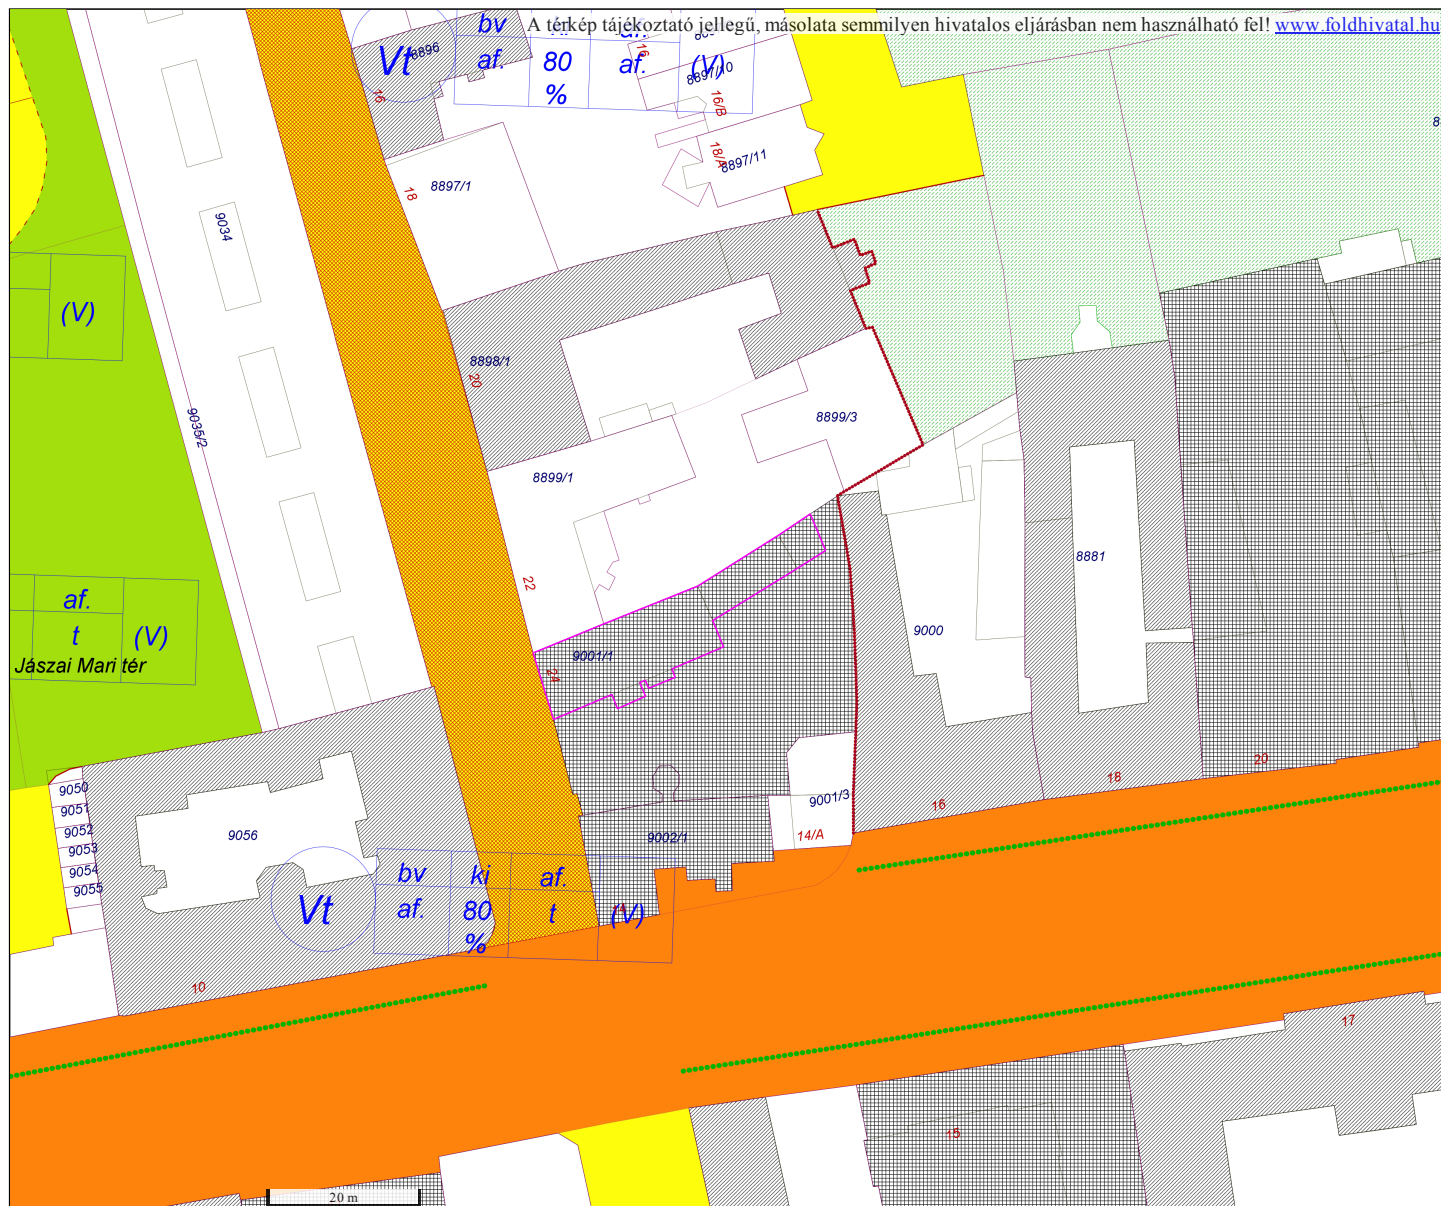 A térkép tájékoztató jellegű, másolata semmilyen hivatalos eljárásban nem használható fel! www.foldhivatal.hu
bv
Vt
af.
80
af.
(V)
%
8896
16
16
8897/10
16/B
18/A
8897/11
8897/1
18
9034
(V)
8898/1
20
9035/2
8899/3
8899/1
8881
22
af.
t
(V)
Jászai Mari tér
9000
9001/1
24
9050
9051
9052
9053
9054
9055
9056
9001/3
14/A
9002/1
16
18
20
Vt
bv
ki
af.
af.
80
t
(V)
%
10
17
15
20 m